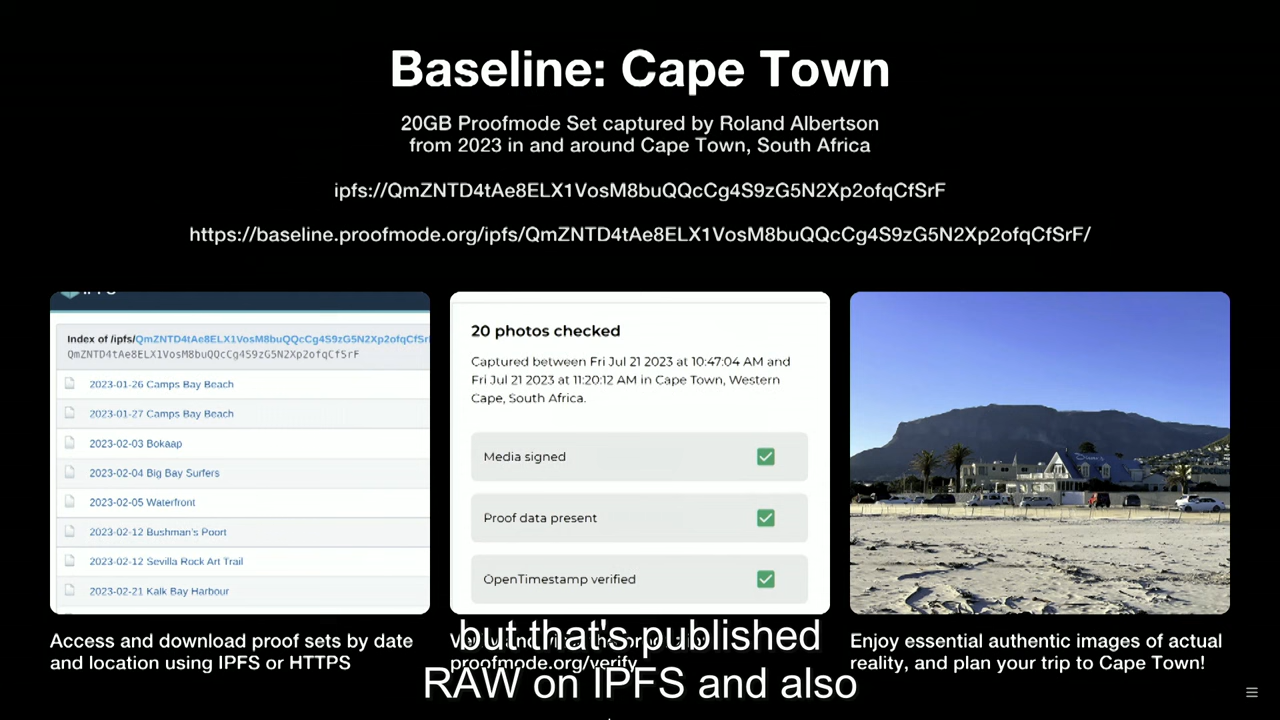 Baseline: Cape Town
20GB Proofmode Set captured by Roland Albertson
from 2023 in and around Cape Town, South Africa
ipfs://QmZNTD4tAe8ELX1VosM8buQQcCg4S9zG5N2Xp2ofqCfSrF
https://baseline.proofmode.org/ipfs/QmZNTD4tAe8ELX1VosM8buQQcCg4S9zG5N2Xp2ofqCfSrF/
IPFS
Index of /ipfs/QmZNTD4tAe8ELX1VosM8buQQcCg4S9zG5N2Xp2ofqCfSr
QmZNTD4tAe8ELX1VosM8buQQcCg4S9zG5N2Xp2ofqCfSrF
2023-01-26 Camps Bay Beach
2023-01-27 Camps Bay Beach
2023-02-03 Bokaap
2023-02-04 Big Bay Surfers
2023-02-05 Waterfront
2023-02-12 Bushman's Poort
2023-02-12 Sevilla Rock Art Trail
2023-02-21 Kalk Bay Harbour
Access and download proof sets by date
and location using IPFS or HTTPS
20 photos checked
Captured between Fri Jul 21 2023 at 10:47:04 AM and
Fri Jul 21 2023 at 11:20:12 AM in Cape Town, Western
Cape, South Africa.
Media signed
Proof data present
OpenTimestamp verified
proofmode.org/verify
Enjoy essential authentic images of actual
reality, and plan your trip to Cape Town!
but that's published
RAW on IPFS and also